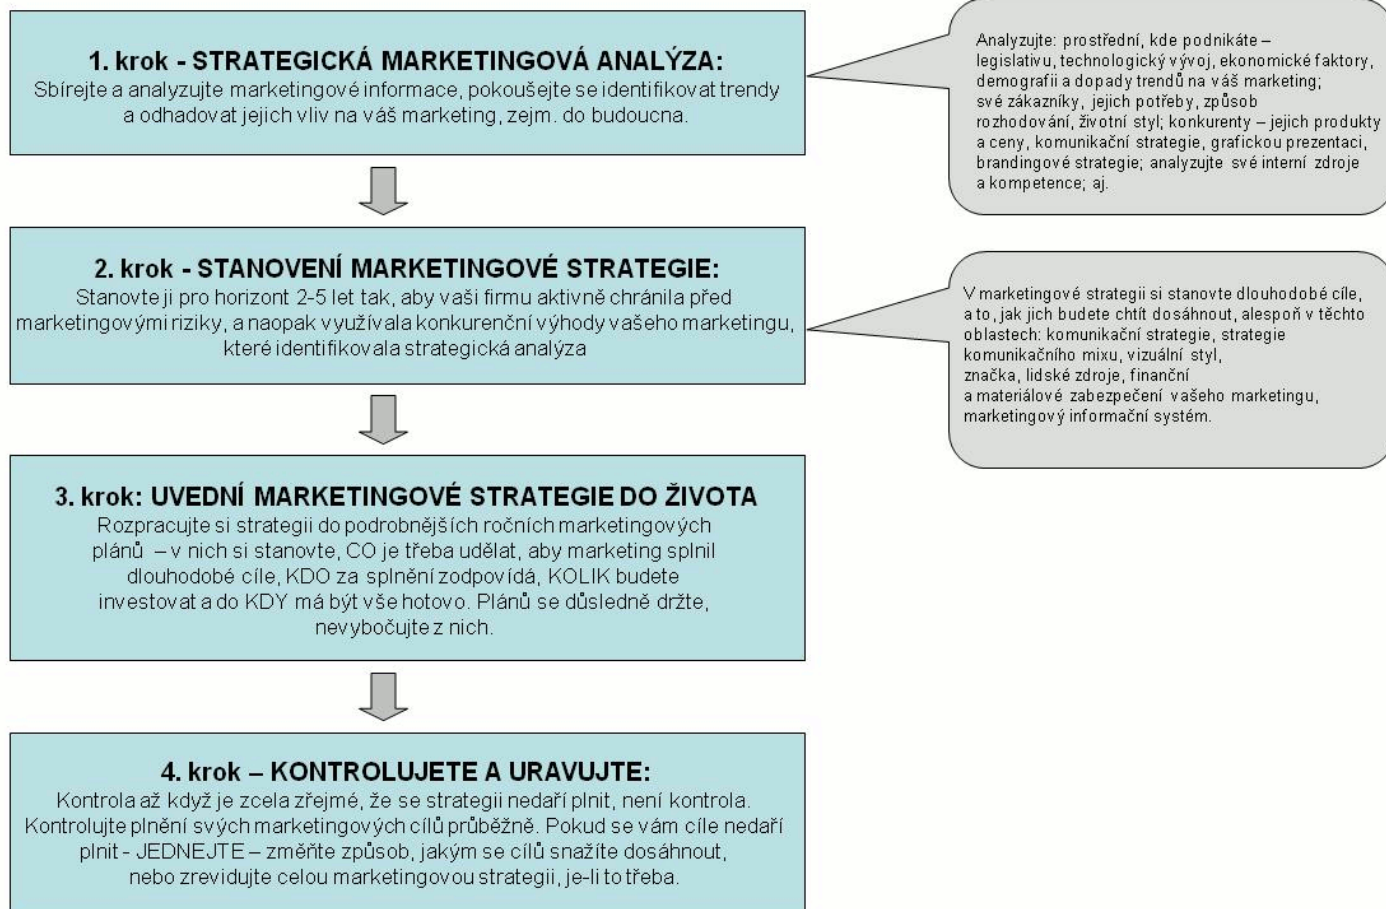 1. krok - STRATEGICKÁ MARKETINGOVÁ ANALÝZA:
Sbírejte a analyzujte marketingové informace, pokoušejte se identifikovat trendy
a odhadovat jejich vliv na váš marketing, zejm. do budoucna.
Analyzujte: prostřední, kde podnikáte –
legislativu, technologický vývoj, ekonomické faktory,
demografii a dopady trendů na váš marketing;
své zákazníky, jejich potřeby, způsob
rozhodování, životní styl; konkurenty – jejich produkty
a ceny, komunikační strategie, grafickou prezentaci,
brandingové strategie; analyzujte své interní zdroje
a kompetence; aj.
2. krok - STANOVENÍ MARKETINGOVÉ STRATEGIE:
Stanovte ji pro horizont 2-5 let tak, aby vaši firmu aktivně chránila před
marketingovými riziky, a naopak využívala konkurenční výhody vašeho marketingu,
které identifikovala strategická analýza
V marketingové strategii si stanovte dlouhodobé cíle,
a to, jak jich budete chtít dosáhnout, alespoň v těchto
oblastech: komunikační strategie, strategie
komunikačního mixu, vizuální styl,
značka, lidské zdroje, finanční
a materiálové zabezpečení vašeho marketingu,
marketingový informační systém.
3. krok: UVEDNÍ MARKETINGOVÉ STRATEGIE DO ŽIVOTA
Rozpracujte si strategii do podrobnějších ročních marketingových
plánů – v nich si stanovte, CO je třeba udělat, aby marketing splnil
dlouhodobé cíle, KDO za splnění zodpovídá, KOLIK budete
investovat a do KDY má být vše hotovo. Plánů se důsledně držte,
nevybočujte z nich.
4. krok – KONTROLUJETE A URAVUJTE:
Kontrola až když je zcela zřejmé, že se strategii nedaří plnit, není kontrola.
Kontrolujte plnění svých marketingových cílů průběžně. Pokud se vám cíle nedaří
plnit - JEDNEJTE – změňte způsob, jakým se cílů snažíte dosáhnout,
nebo zrevidujte celou marketingovou strategii, je-li to třeba.